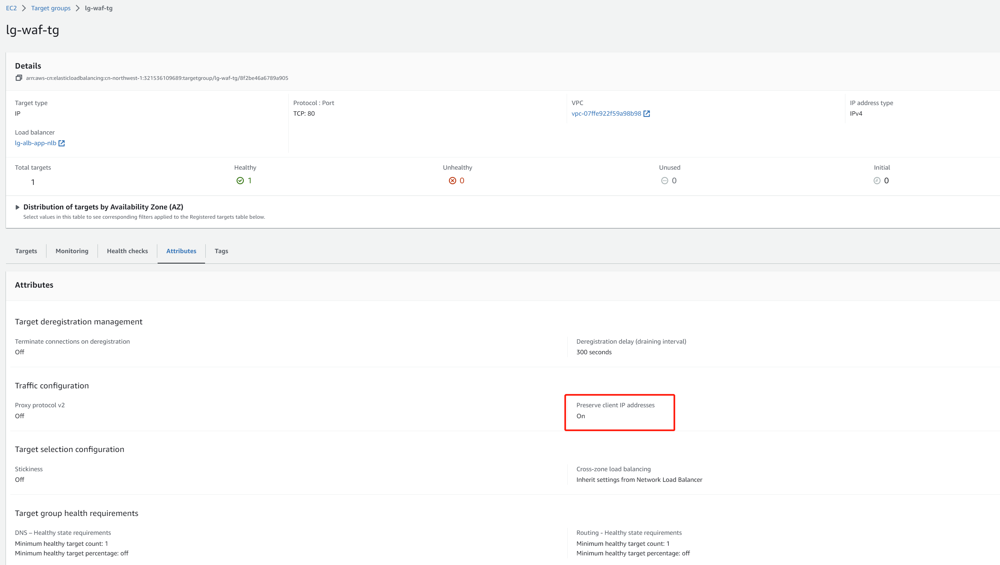 EC2 > Target groups > lg-waf-tg
lg-waf-tg
Details
arn:aws-cn:elasticloadbalancing:cn-northwest-1:321536109689:targetgroup/lg-waf-tg/8f2be46a6789a905
Target type
IP
Protocol : Port
TCP: 80
VPC
vpc-07ffe922f59a98b98
IP address type
IPv4
Load balancer
lg-alb-app-nlb
Total targets
1
Healthy
1
Unhealthy
0
Unused
0
Initial
0
Distribution of targets by Availability Zone (AZ)
Select values in this table to see corresponding filters applied to the Registered targets table below.
Targets
Monitoring
Health checks
Attributes
Tags
Attributes
Target deregistration management
Terminate connections on deregistration
Off
Deregistration delay (draining interval)
300 seconds
Traffic configuration
Proxy protocol v2
Off
Preserve client IP addresses
On
Target selection configuration
Stickiness
Off
Cross-zone load balancing
Inherit settings from Network Load Balancer
Target group health requirements
DNS – Healthy state requirements
Minimum healthy target count: 1
Minimum healthy target percentage: off
Routing - Healthy state requirements
Minimum healthy target count: 1
Minimum healthy target percentage: off